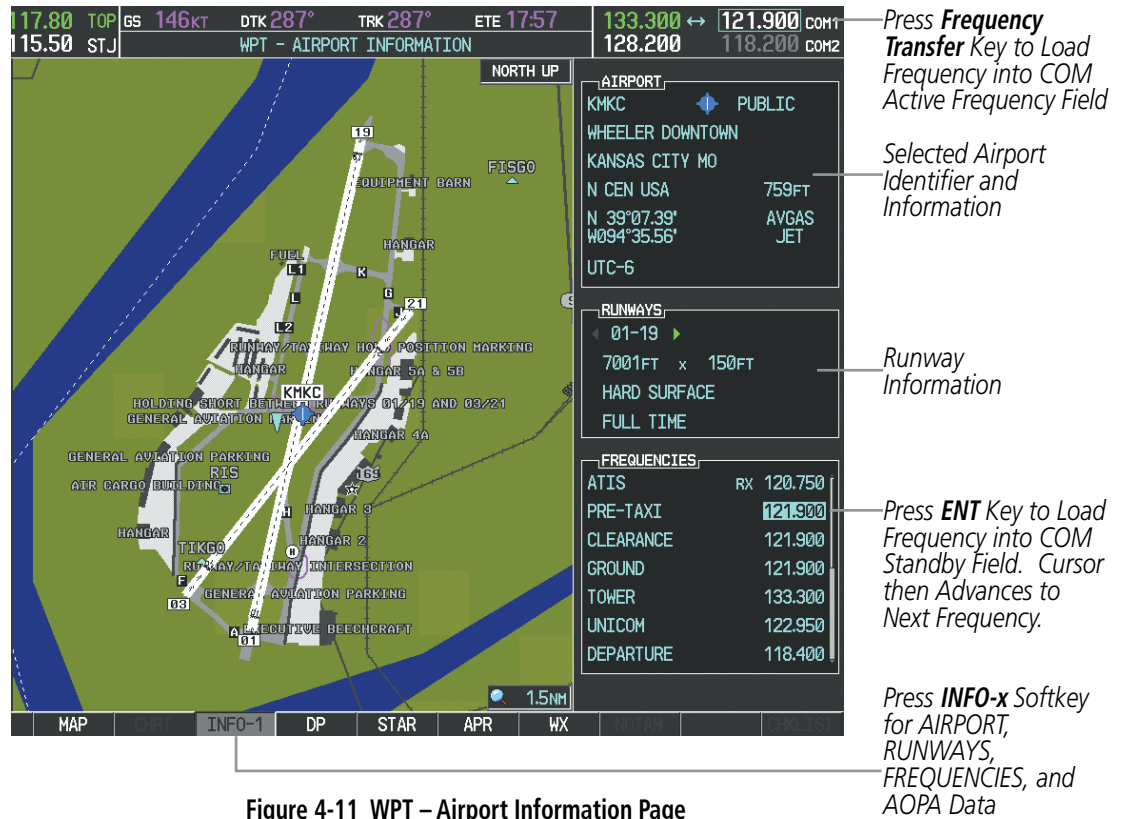 117.80 TOP GS 146KT DTK 287° TRK 287° ETE 17:57 133.300 ↔ 121.900 COM1
115.50 STJ WPT - AIRPORT INFORMATION 128.200 118.200 COM2
NORTH UP
19
FISGO
EQUIPMENT BARN
HANGAR
FUEL
L1
K
L
G
J
21
L2
RUNWAY/TAXIWAY HOLD POSITION MARKING
HANGAR
HANGAR 5A & 5B
KMKC
HOLDING SHORT BETWEEN RUNWAYS 01/19 AND 03/21
GENERAL AVIATION PARKING
HANGAR 4A
GENERAL AVIATION PARKING
RIS
169
AIR CARGO BUILDING
HANGAR 3
H
HANGAR
HANGAR 2
TIKGO
H
RUNWAY/TAXIWAY INTERSECTION
F
GENERAL AVIATION PARKING
03
A
EXECUTIVE BEECHCRAFT
01
9
1.5NM
AIRPORT
KMKC PUBLIC
WHEELER DOWNTOWN
KANSAS CITY MO
N CEN USA 759FT
N 39°07.39' AVGAS
W094°35.56' JET
UTC-6
RUNWAYS
01-19
7001FT x 150FT
HARD SURFACE
FULL TIME
FREQUENCIES
ATIS RX 120.750
PRE-TAXI 121.900
CLEARANCE 121.900
GROUND 121.900
TOWER 133.300
UNICOM 122.950
DEPARTURE 118.400
MAP CHRT INFO-1 DP STAR APR WX NOTAM CHKLIST
Press Frequency
Transfer Key to Load
Frequency into COM
Active Frequency Field
Selected Airport
Identifier and
Information
Runway
Information
Press ENT Key to Load
Frequency into COM
Standby Field. Cursor
then Advances to
Next Frequency.
Press INFO-x Softkey
for AIRPORT,
RUNWAYS,
FREQUENCIES, and
AOPA Data
Figure 4-11 WPT – Airport Information Page